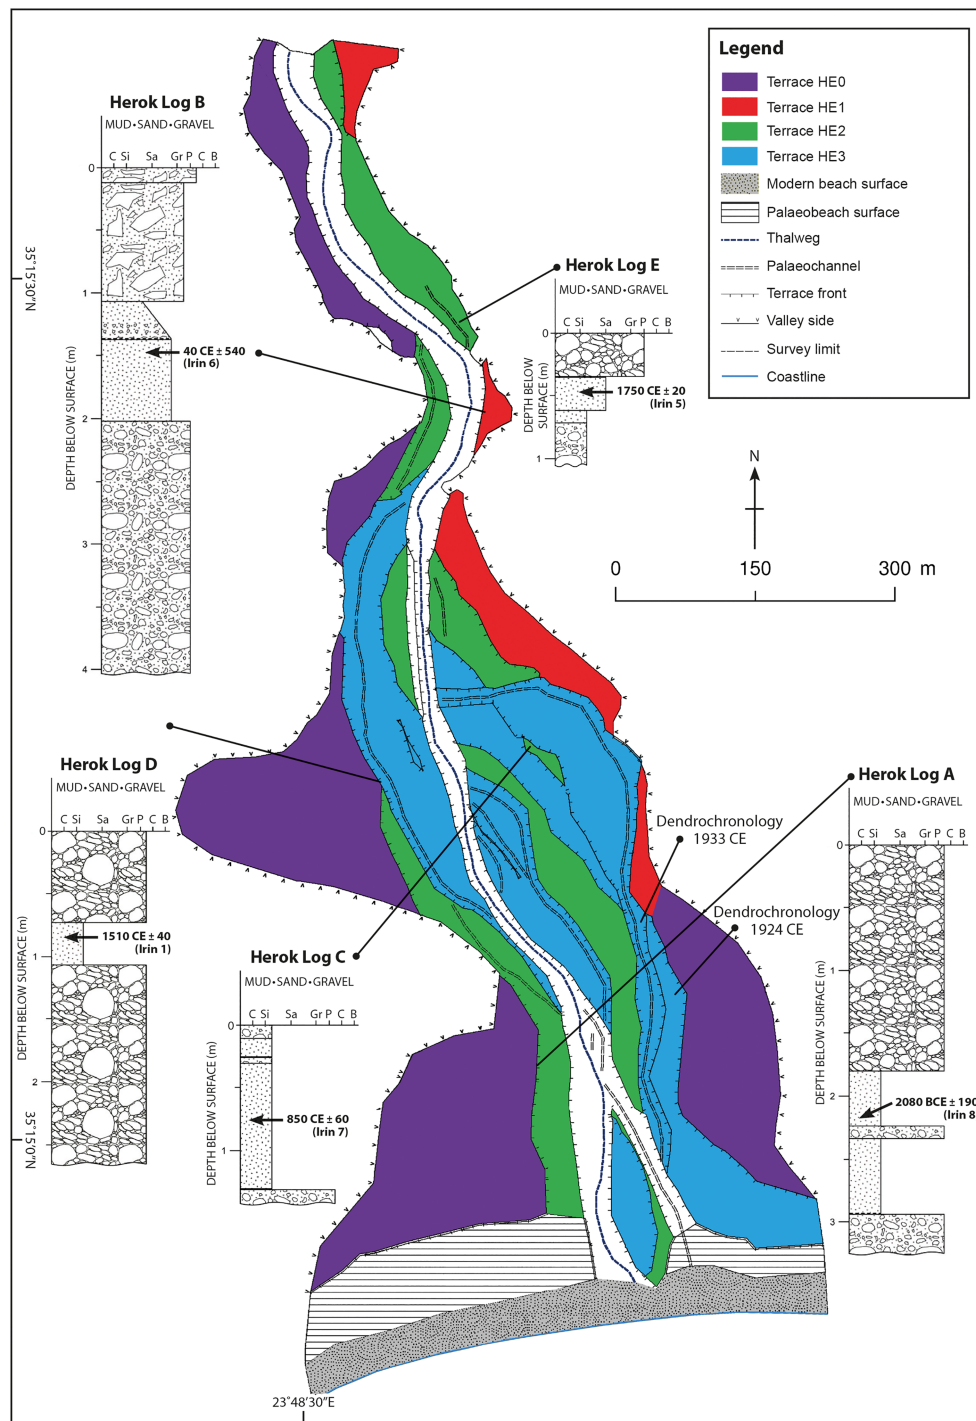 Legend
Terrace HE0
Terrace HE1
Terrace HE2
Terrace HE3
Modern beach surface
Palaeobeach surface
Thalweg
Palaeochannel
Terrace front
Valley side
Survey limit
Coastline
Herok Log B
MUD•SAND•GRAVEL
C Si Sa Gr P C B
0
1
2
3
4
DEPTH BELOW SURFACE (m)
40 CE ± 540
(Irin 6)
35°15'30"N
Herok Log E
MUD•SAND•GRAVEL
C Si Sa Gr P C B
0
1
DEPTH BELOW
SURFACE (m)
1750 CE ± 20
(Irin 5)
N
0 150 300 m
Herok Log D
MUD•SAND•GRAVEL
C Si Sa Gr P C B
0
1
2
DEPTH BELOW SURFACE (m)
1510 CE ± 40
(Irin 1)
35°15'0"N
Herok Log C
MUD•SAND•GRAVEL
C Si Sa Gr P C B
0
1
DEPTH BELOW SURFACE (m)
850 CE ± 60
(Irin 7)
Dendrochronology
1933 CE
Dendrochronology
1924 CE
Herok Log A
MUD•SAND•GRAVEL
C Si Sa Gr P C B
0
1
2
3
DEPTH BELOW SURFACE (m)
2080 BCE ± 190
(Irin 8
23°48'30"E